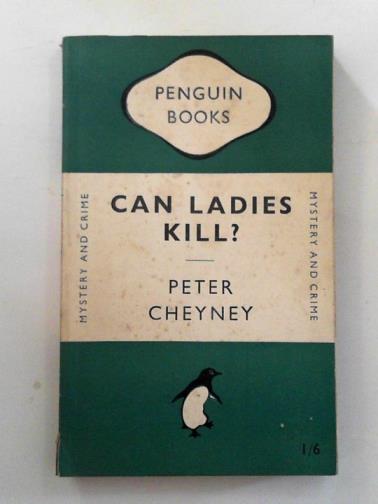 PENGUIN
BOOKS
MYSTERY AND CRIME
CAN LADIES
KILL?
PETER
CHEYNEY
MYSTERY AND CRIME
1/6